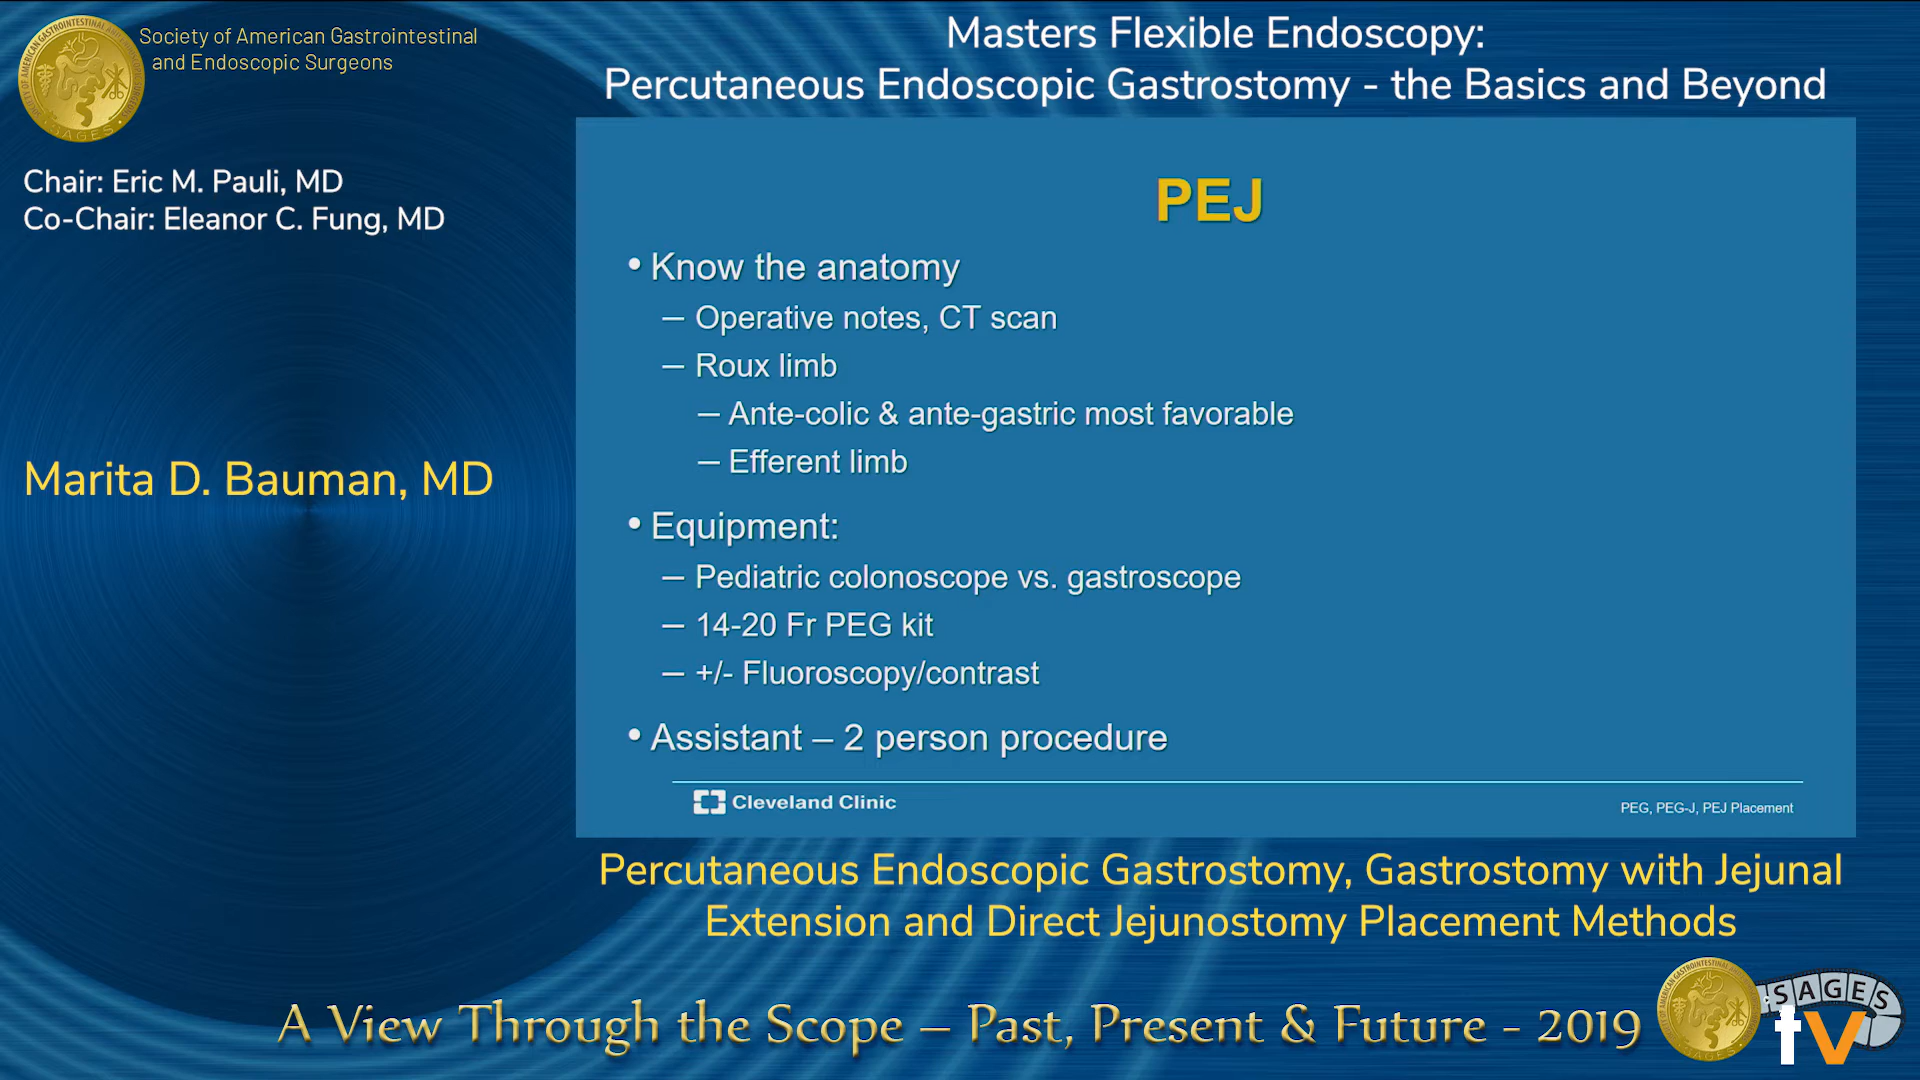 Society of American Gastrointestinal
and Endoscopic Surgeons
Masters Flexible Endoscopy:
Percutaneous Endoscopic Gastrostomy - the Basics and Beyond
Chair: Eric M. Pauli, MD
Co-Chair: Eleanor C. Fung, MD
Marita D. Bauman, MD
PEJ
• Know the anatomy
– Operative notes, CT scan
– Roux limb
– Ante-colic & ante-gastric most favorable
– Efferent limb
• Equipment:
– Pediatric colonoscope vs. gastroscope
– 14-20 Fr PEG kit
– +/- Fluoroscopy/contrast
• Assistant – 2 person procedure
Cleveland Clinic
PEG, PEG-J, PEJ Placement
Percutaneous Endoscopic Gastrostomy, Gastrostomy with Jejunal
Extension and Direct Jejunostomy Placement Methods
A View Through the Scope – Past, Present & Future - 2019
SAGES
tv